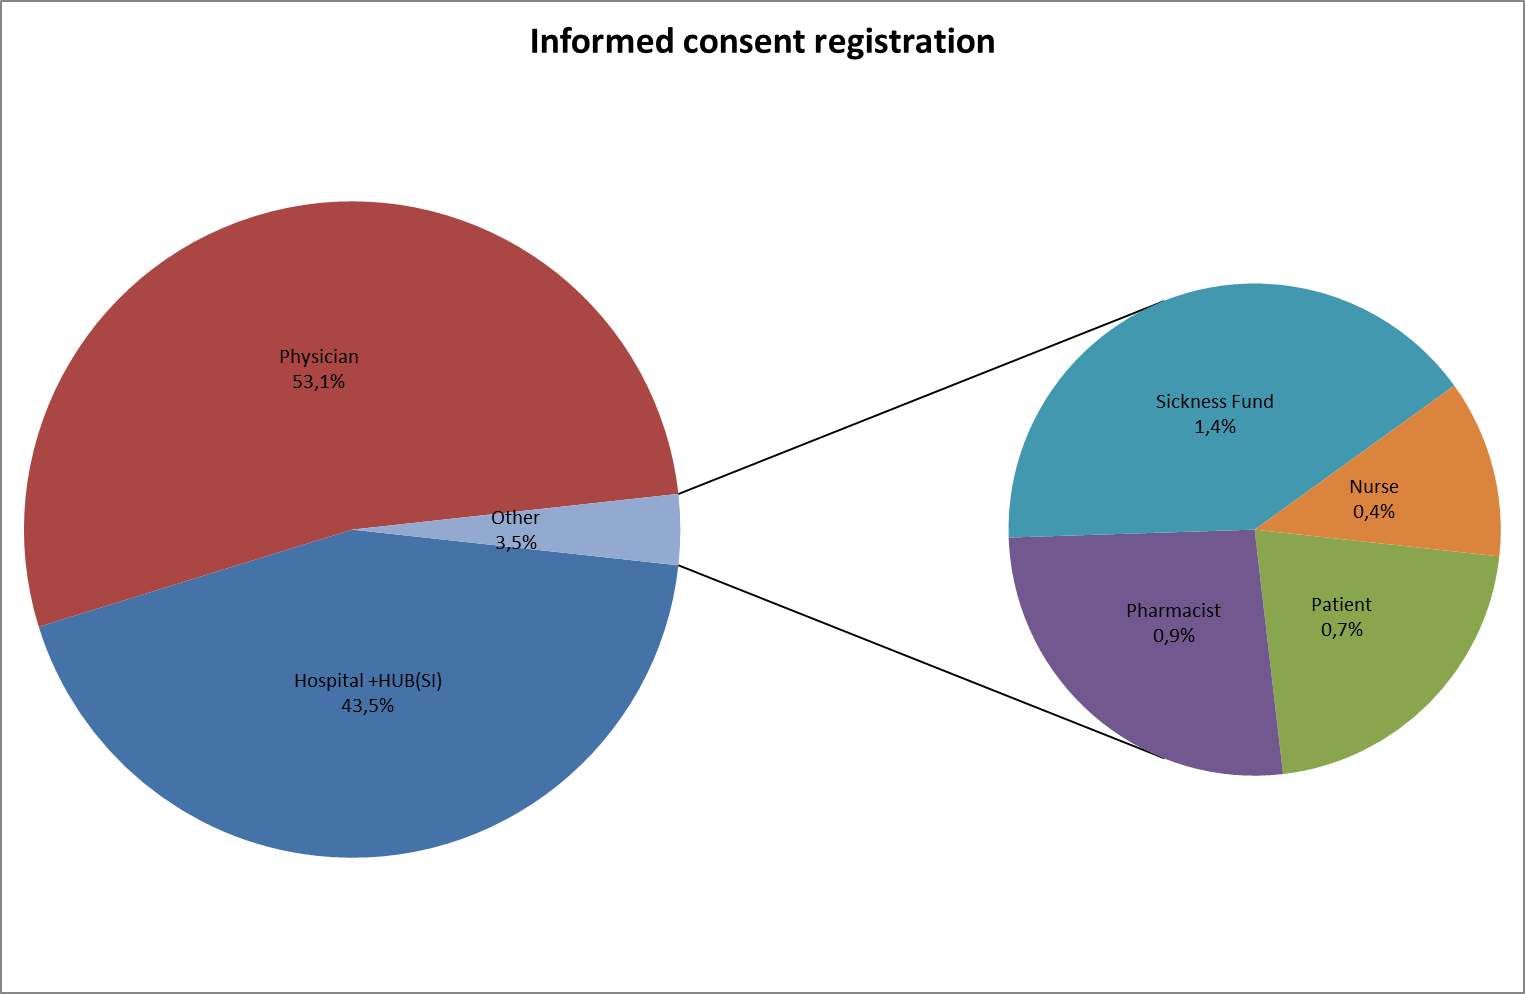 Informed consent registration
Physician
53,1%
Other
3,5%
Hospital +HUB(SI)
43,5%
Sickness Fund
1,4%
Nurse
0,4%
Patient
0,7%
Pharmacist
0,9%